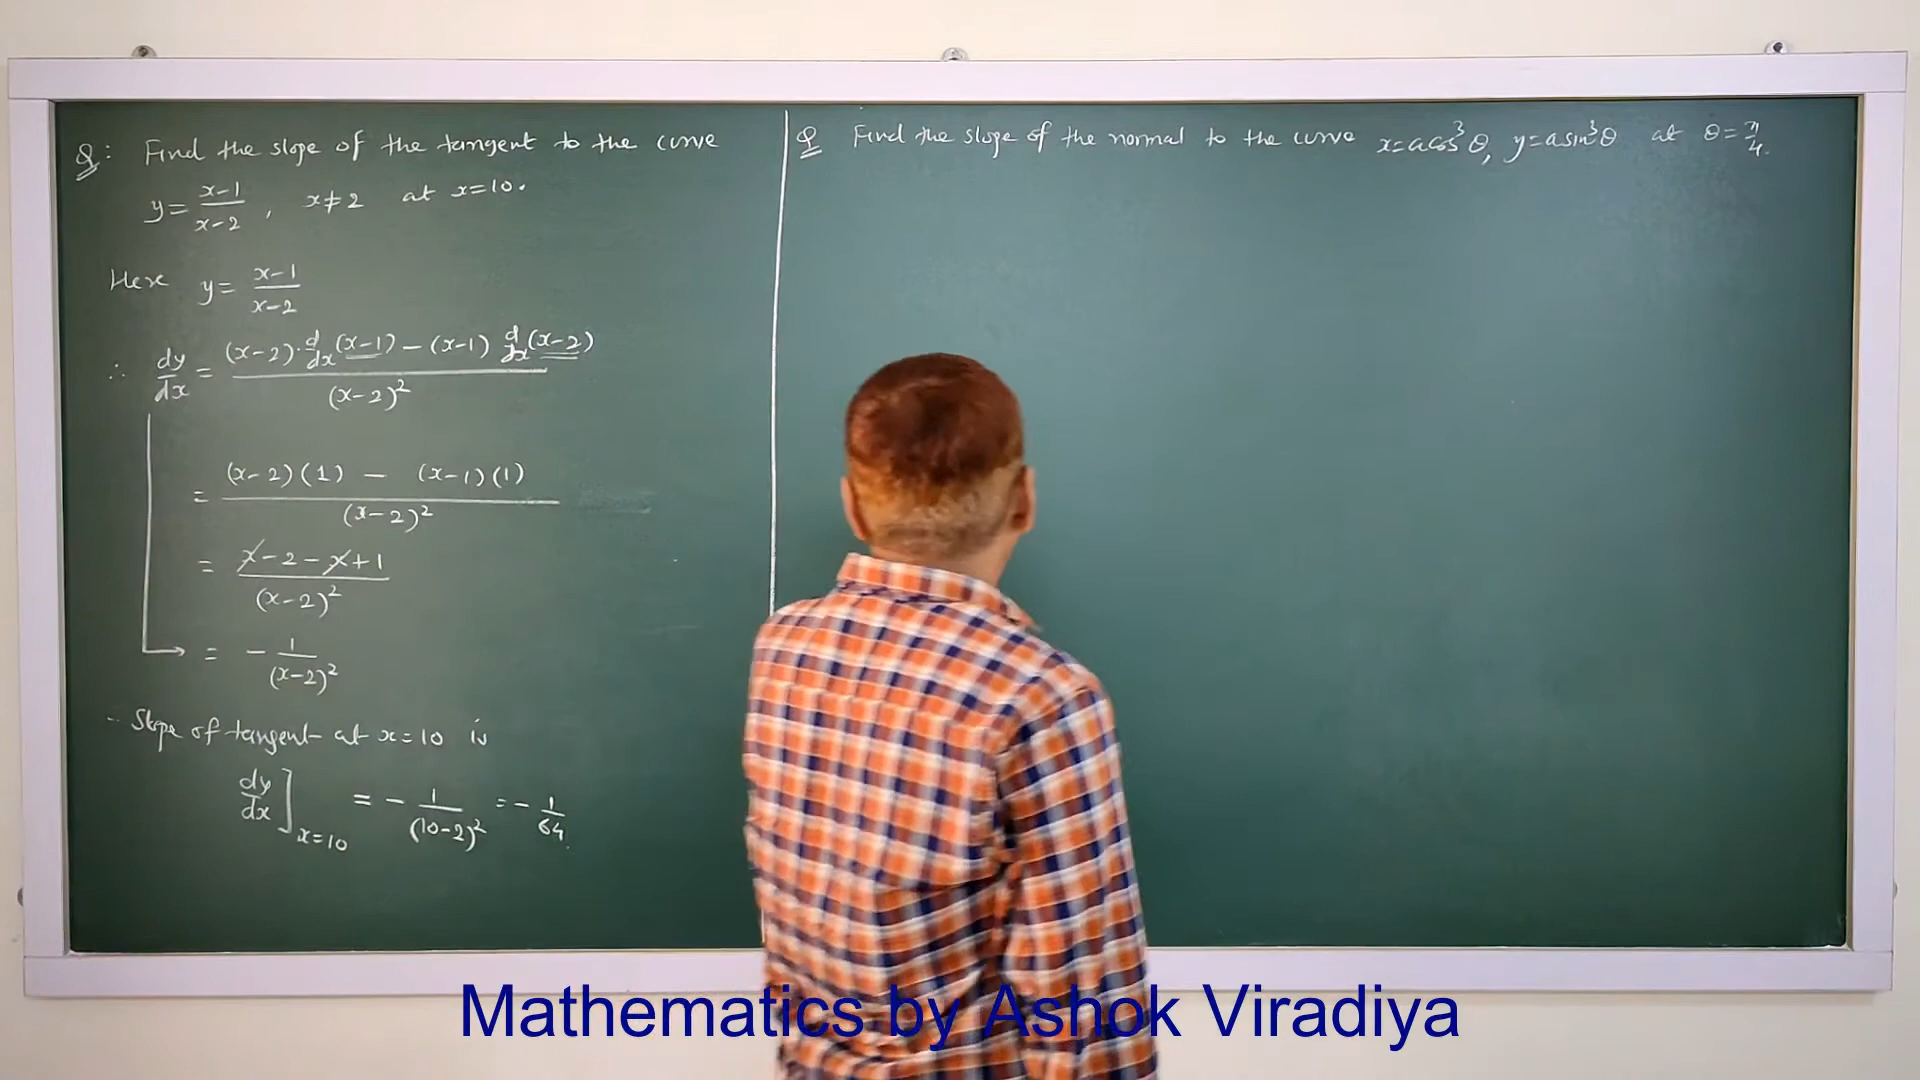 Q: Find the slope of the tangent to the curve
y = (x-1)/(x-2), x≠2 at x=10.
Here y = (x-1)/(x-2)
∴ dy/dx = ((x-2)·d/dx(x-1) - (x-1) d/dx(x-2))/(x-2)²
= ((x-2)(1) - (x-1)(1))/(x-2)²
= (x-2-x+1)/(x-2)²
= -1/(x-2)²
Slope of tangent at x=10 is
dy/dx]x=10 = -1/(10-2)² = -1/64.
Q Find the slope of the normal to the curve x=acos³θ, y=asin³θ at θ=π/4.
Mathematics by Ashok Viradiya